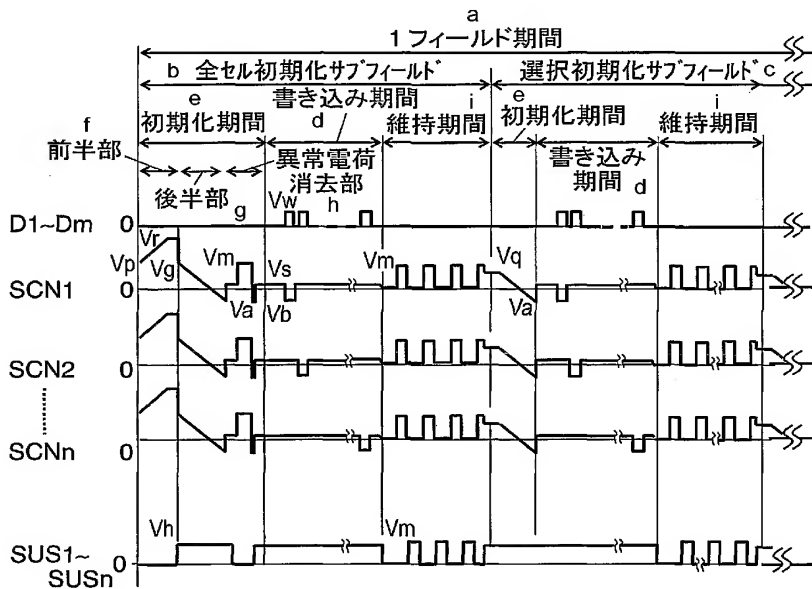 a
1フィールド期間
b 全セル初期化サブフィールド 選択初期化サブフィールド c
e 書き込み期間 i e i
f 初期化期間 d 維持期間 初期化期間 維持期間
前半部 異常電荷 書き込み
後半部 消去部 期間 d
g Vw h
D1~Dm 0
Vr
Vp Vg Vm Vs Vm Vq
SCN1 0
Va Vb Va
SCN2 0
SCNn 0
Vh Vm
SUS1~ 0
SUSn